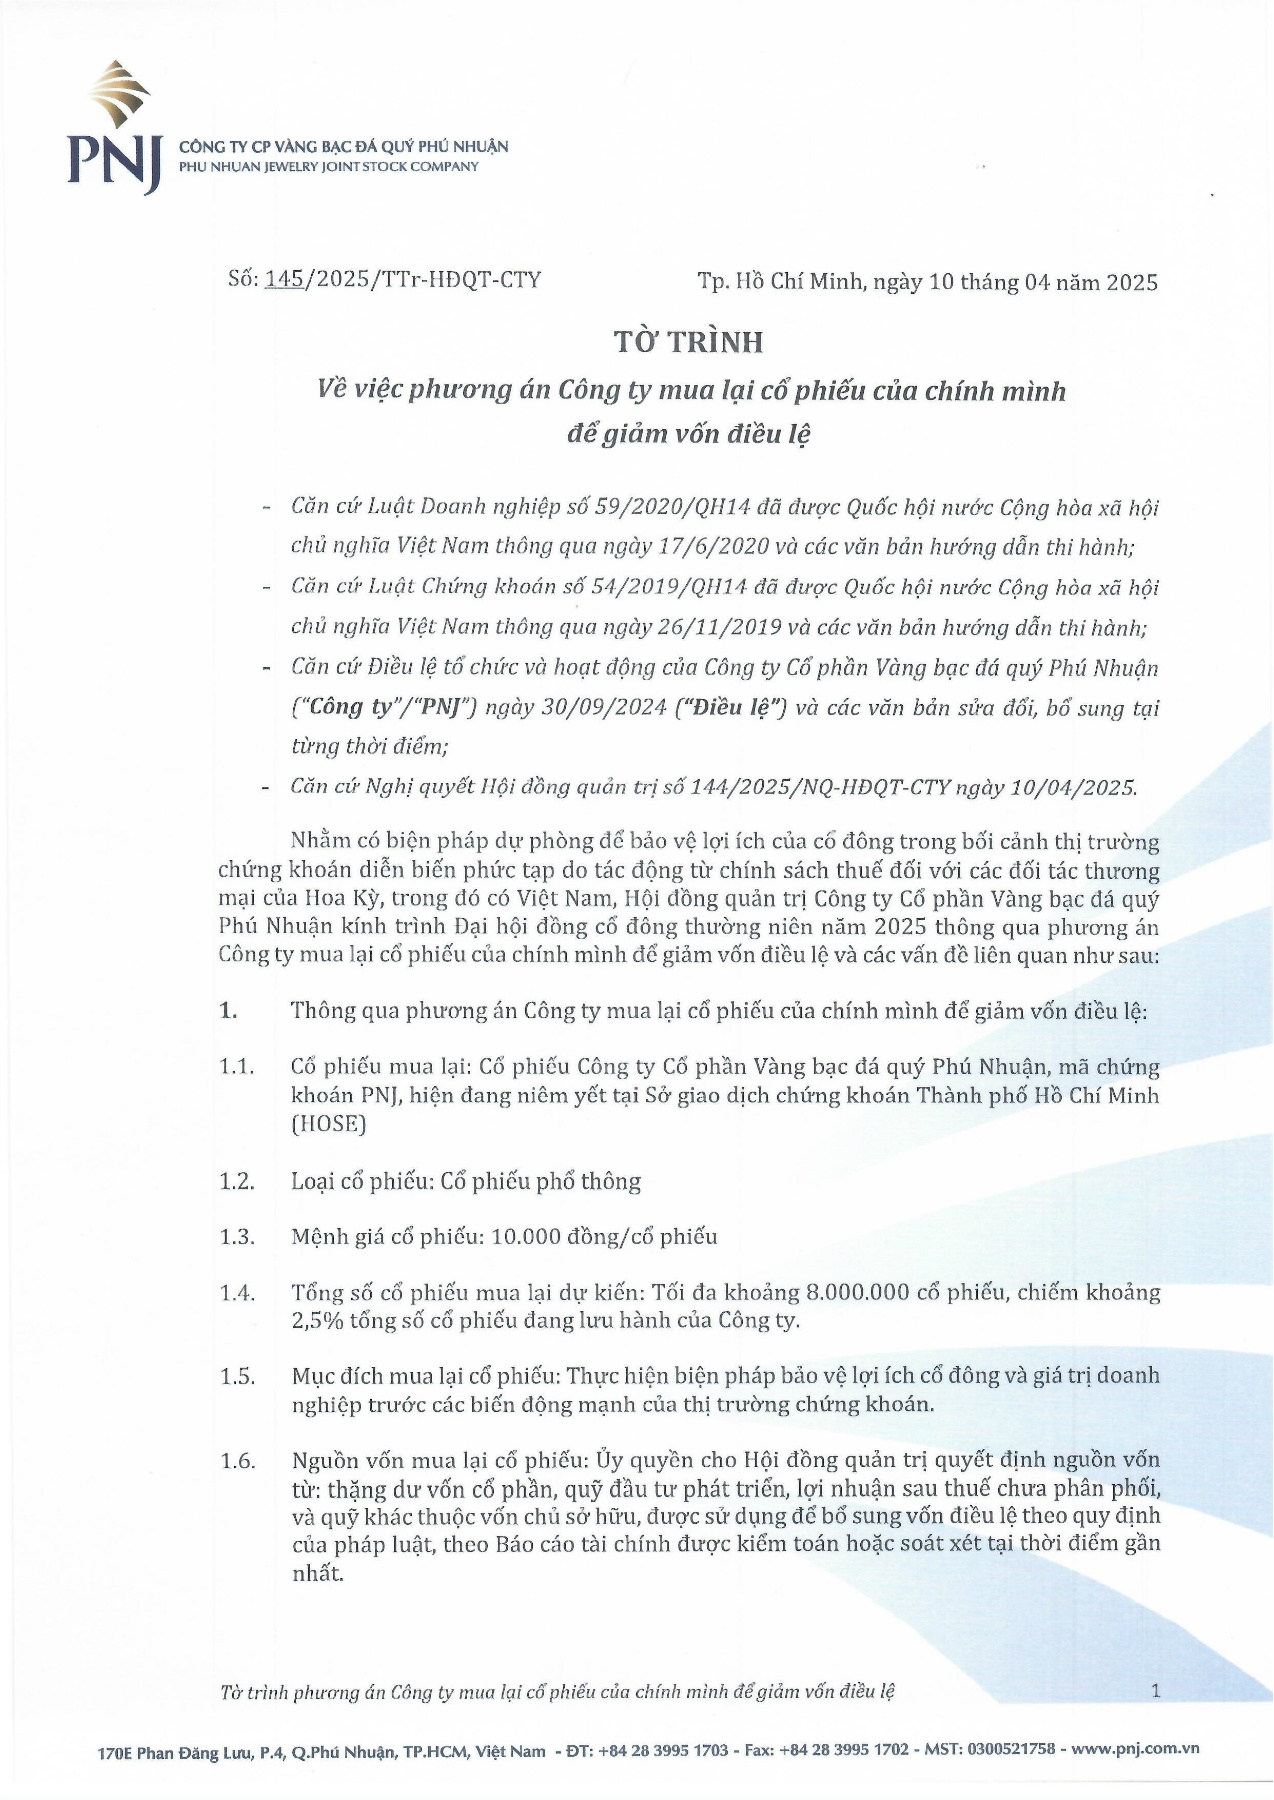 PNJ
CÔNG TY CP VÀNG BẠC ĐÁ QUÝ PHÚ NHUẬN
PHU NHUAN JEWELRY JOINT STOCK COMPANY
Số: 145/2025/TTr-HĐQT-CTY
Tp. Hồ Chí Minh, ngày 10 tháng 04 năm 2025
TỜ TRÌNH
Về việc phương án Công ty mua lại cổ phiếu của chính mình
để giảm vốn điều lệ
- Căn cứ Luật Doanh nghiệp số 59/2020/QH14 đã được Quốc hội nước Cộng hòa xã hội
chủ nghĩa Việt Nam thông qua ngày 17/6/2020 và các văn bản hướng dẫn thi hành;
- Căn cứ Luật Chứng khoán số 54/2019/QH14 đã được Quốc hội nước Cộng hòa xã hội
chủ nghĩa Việt Nam thông qua ngày 26/11/2019 và các văn bản hướng dẫn thi hành;
- Căn cứ Điều lệ tổ chức và hoạt động của Công ty Cổ phần Vàng bạc đá quý Phú Nhuận
("Công ty"/"PNJ") ngày 30/09/2024 ("Điều lệ") và các văn bản sửa đổi, bổ sung tại
từng thời điểm;
- Căn cứ Nghị quyết Hội đồng quản trị số 144/2025/NQ-HĐQT-CTY ngày 10/04/2025.
Nhằm có biện pháp dự phòng để bảo vệ lợi ích của cổ đông trong bối cảnh thị trường
chứng khoán diễn biến phức tạp do tác động từ chính sách thuế đối với các đối tác thương
mại của Hoa Kỳ, trong đó có Việt Nam, Hội đồng quản trị Công ty Cổ phần Vàng bạc đá quý
Phú Nhuận kính trình Đại hội đồng cổ đông thường niên năm 2025 thông qua phương án
Công ty mua lại cổ phiếu của chính mình để giảm vốn điều lệ và các vấn đề liên quan như sau:
1. Thông qua phương án Công ty mua lại cổ phiếu của chính mình để giảm vốn điều lệ:
1.1. Cổ phiếu mua lại: Cổ phiếu Công ty Cổ phần Vàng bạc đá quý Phú Nhuận, mã chứng
khoán PNJ, hiện đang niêm yết tại Sở giao dịch chứng khoán Thành phố Hồ Chí Minh
(HOSE)
1.2. Loại cổ phiếu: Cổ phiếu phổ thông
1.3. Mệnh giá cổ phiếu: 10.000 đồng/cổ phiếu
1.4. Tổng số cổ phiếu mua lại dự kiến: Tối đa khoảng 8.000.000 cổ phiếu, chiếm khoảng
2,5% tổng số cổ phiếu đang lưu hành của Công ty.
1.5. Mục đích mua lại cổ phiếu: Thực hiện biện pháp bảo vệ lợi ích cổ đông và giá trị doanh
nghiệp trước các biến động mạnh của thị trường chứng khoán.
1.6. Nguồn vốn mua lại cổ phiếu: Ủy quyền cho Hội đồng quản trị quyết định nguồn vốn
từ: thặng dư vốn cổ phần, quỹ đầu tư phát triển, lợi nhuận sau thuế chưa phân phối,
và quỹ khác thuộc vốn chủ sở hữu, được sử dụng để bổ sung vốn điều lệ theo quy định
của pháp luật, theo Báo cáo tài chính được kiểm toán hoặc soát xét tại thời điểm gần
nhất.
Tờ trình phương án Công ty mua lại cổ phiếu của chính mình để giảm vốn điều lệ 1
170E Phan Đăng Lưu, P.4, Q.Phú Nhuận, TP.HCM, Việt Nam - ĐT: +84 28 3995 1703 - Fax: +84 28 3995 1702 - MST: 0300521758 - www.pnj.com.vn